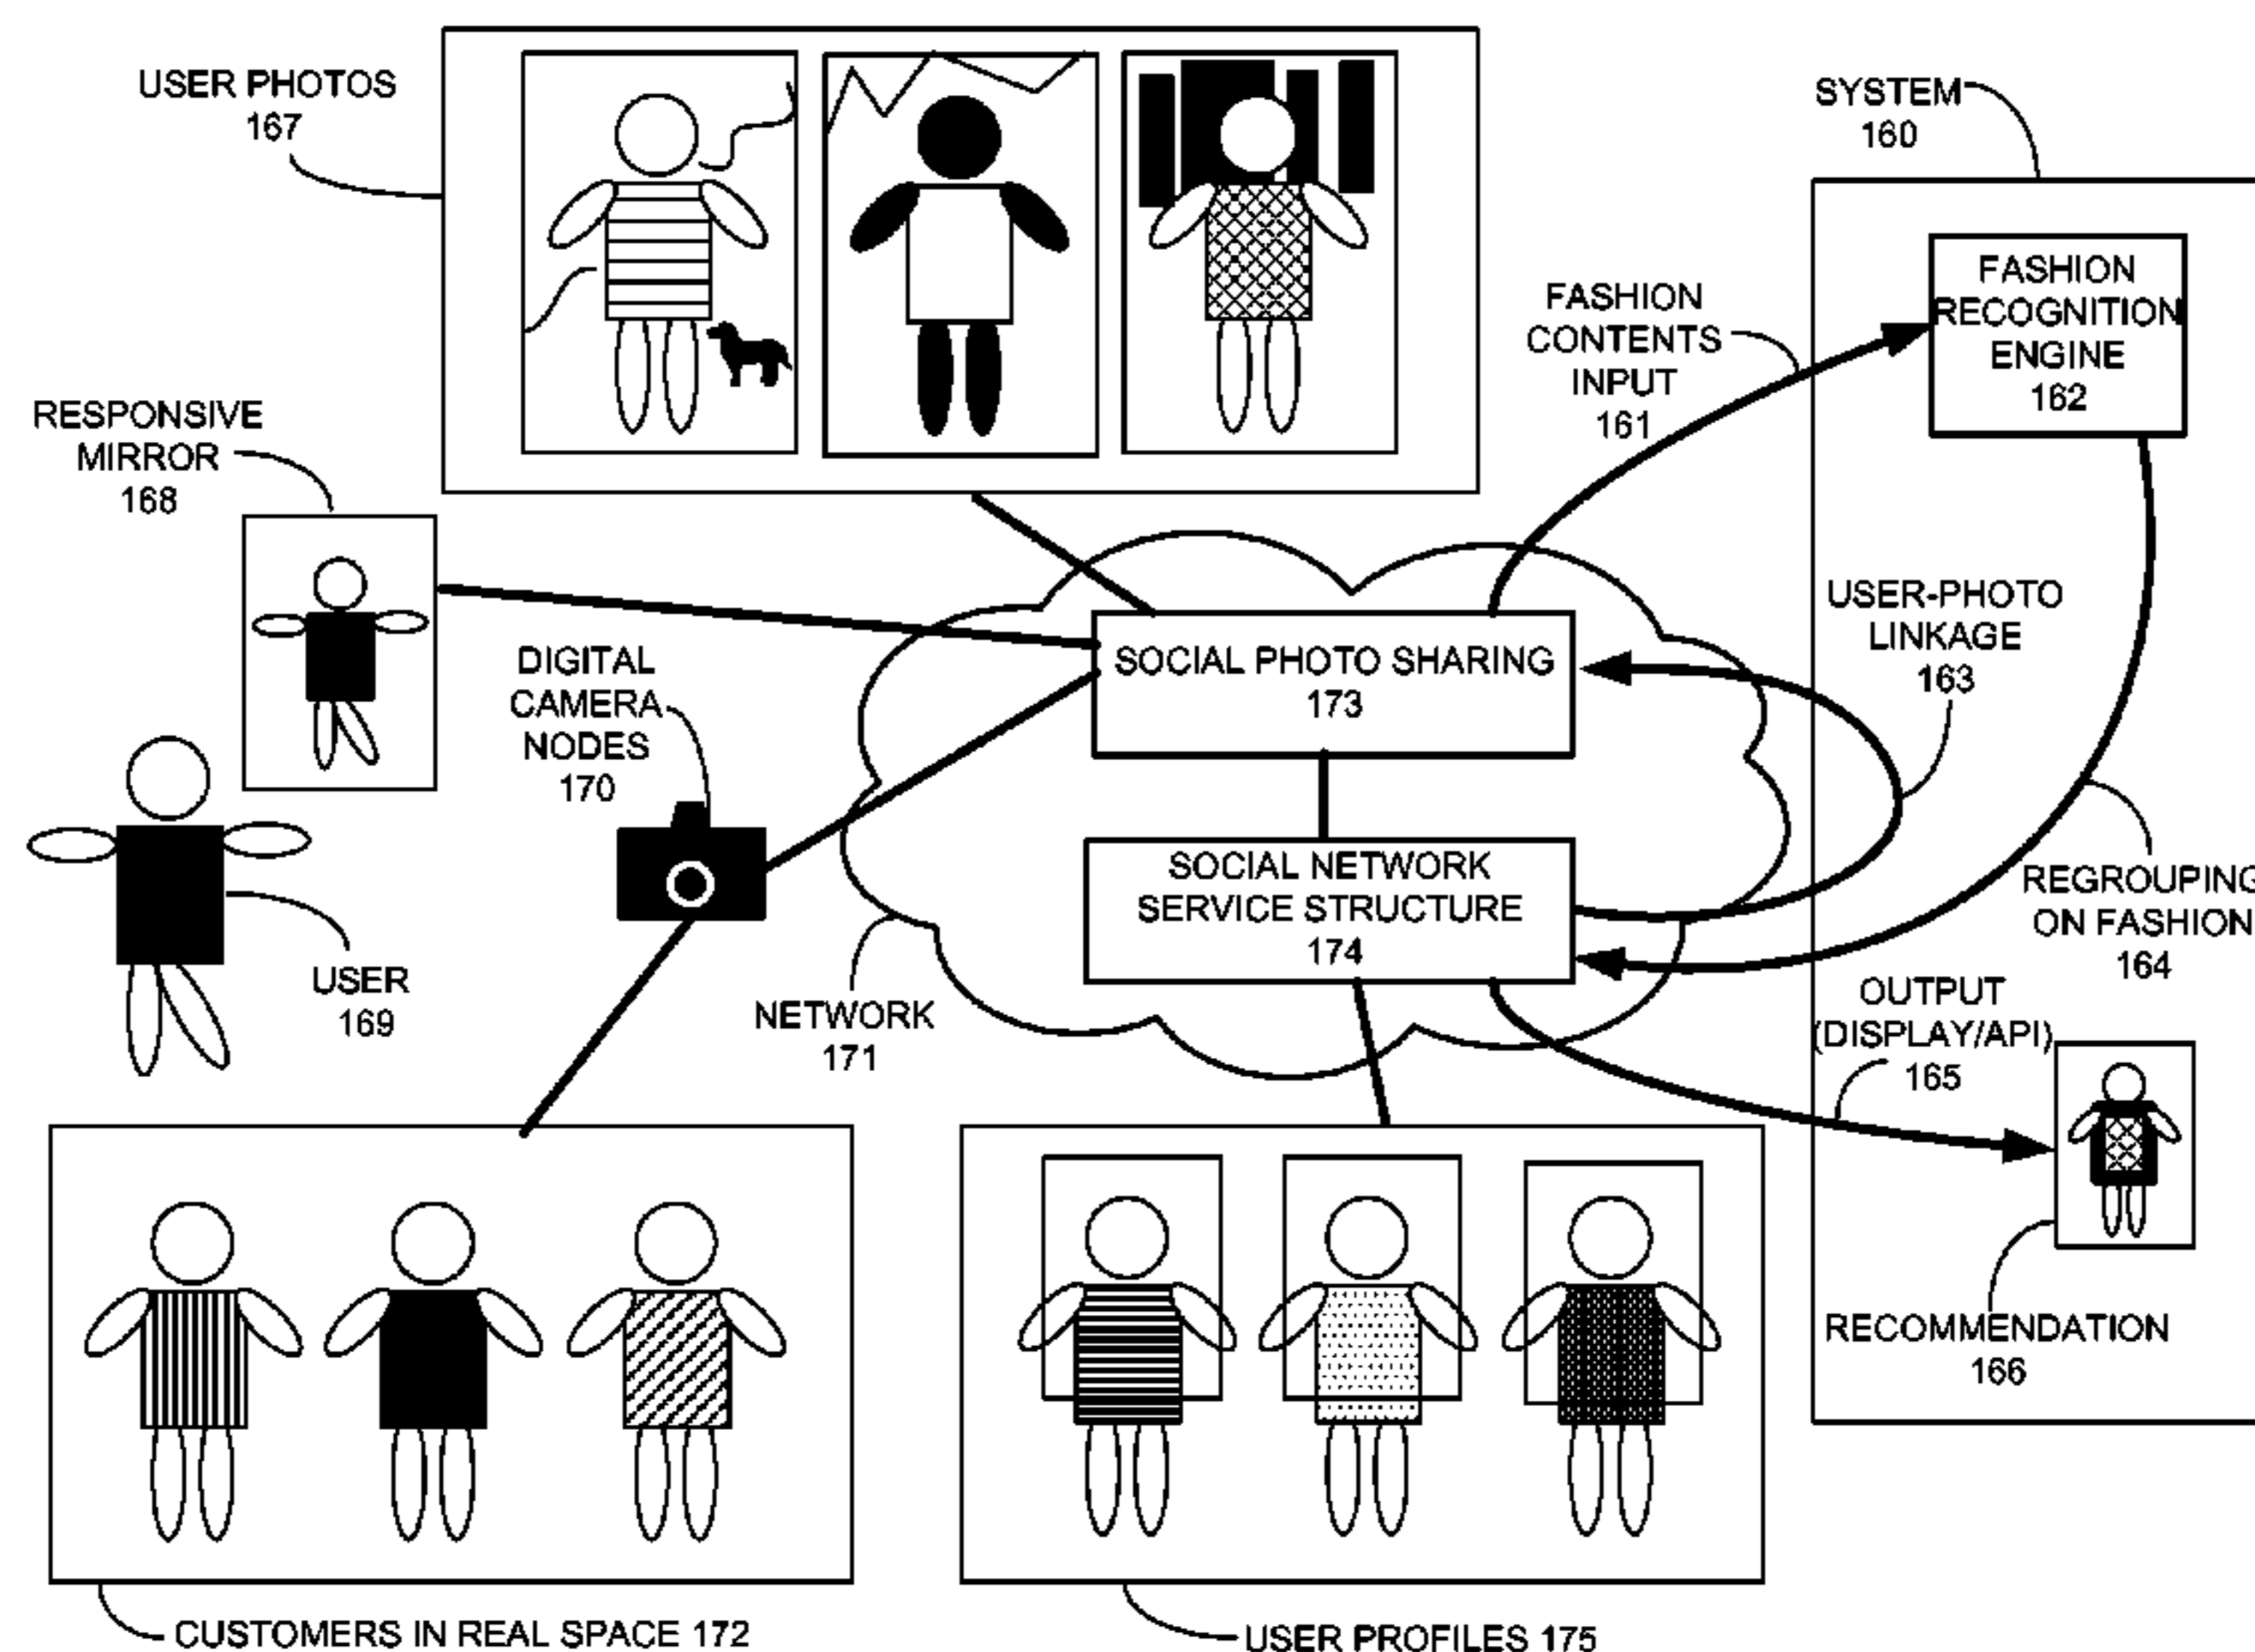 USER PHOTOS
167
SYSTEM
160
FASHION
RECOGNITION
ENGINE
162
FASHION
CONTENTS
INPUT
161
RESPONSIVE
MIRROR
168
USER-PHOTO
LINKAGE
163
SOCIAL PHOTO SHARING
173
DIGITAL
CAMERA
NODES
170
SOCIAL NETWORK
SERVICE STRUCTURE
174
REGROUPING
ON FASHION
164
USER
169
NETWORK
171
OUTPUT
(DISPLAY/API)
165
RECOMMENDATION
166
CUSTOMERS IN REAL SPACE 172
USER PROFILES 175